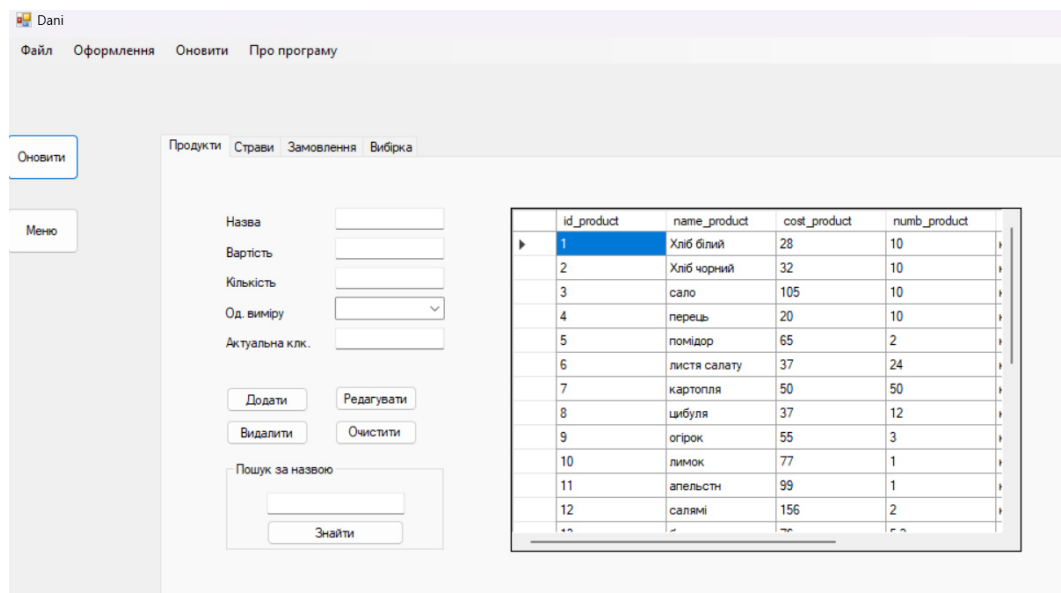 Dani
Файл Оформлення Оновити Про програму
Оновити
Меню
Продукти Страви Замовлення Вибірка
Назва
Вартість
Кількість
Од. виміру
Актуальна клк.
Додати Редагувати
Видалити Очистити
Пошук за назвою
Знайти
id_product name_product cost_product numb_product
1 Хліб білий 28 10
2 Хліб чорний 32 10
3 сало 105 10
4 перець 20 10
5 помідор 65 2
6 листя салату 37 24
7 картопля 50 50
8 цибуля 37 12
9 огірок 55 3
10 лимок 77 1
11 апельстн 99 1
12 салямі 156 2